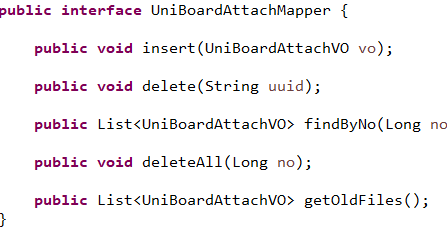 public interface UniBoardAttachMapper {
public void insert(UniBoardAttachVO vo);
public void delete(String uuid);
public List<UniBoardAttachVO> findByNo(Long no
public void deleteAll(Long no);
public List<UniBoardAttachVO> getOldFiles();
}